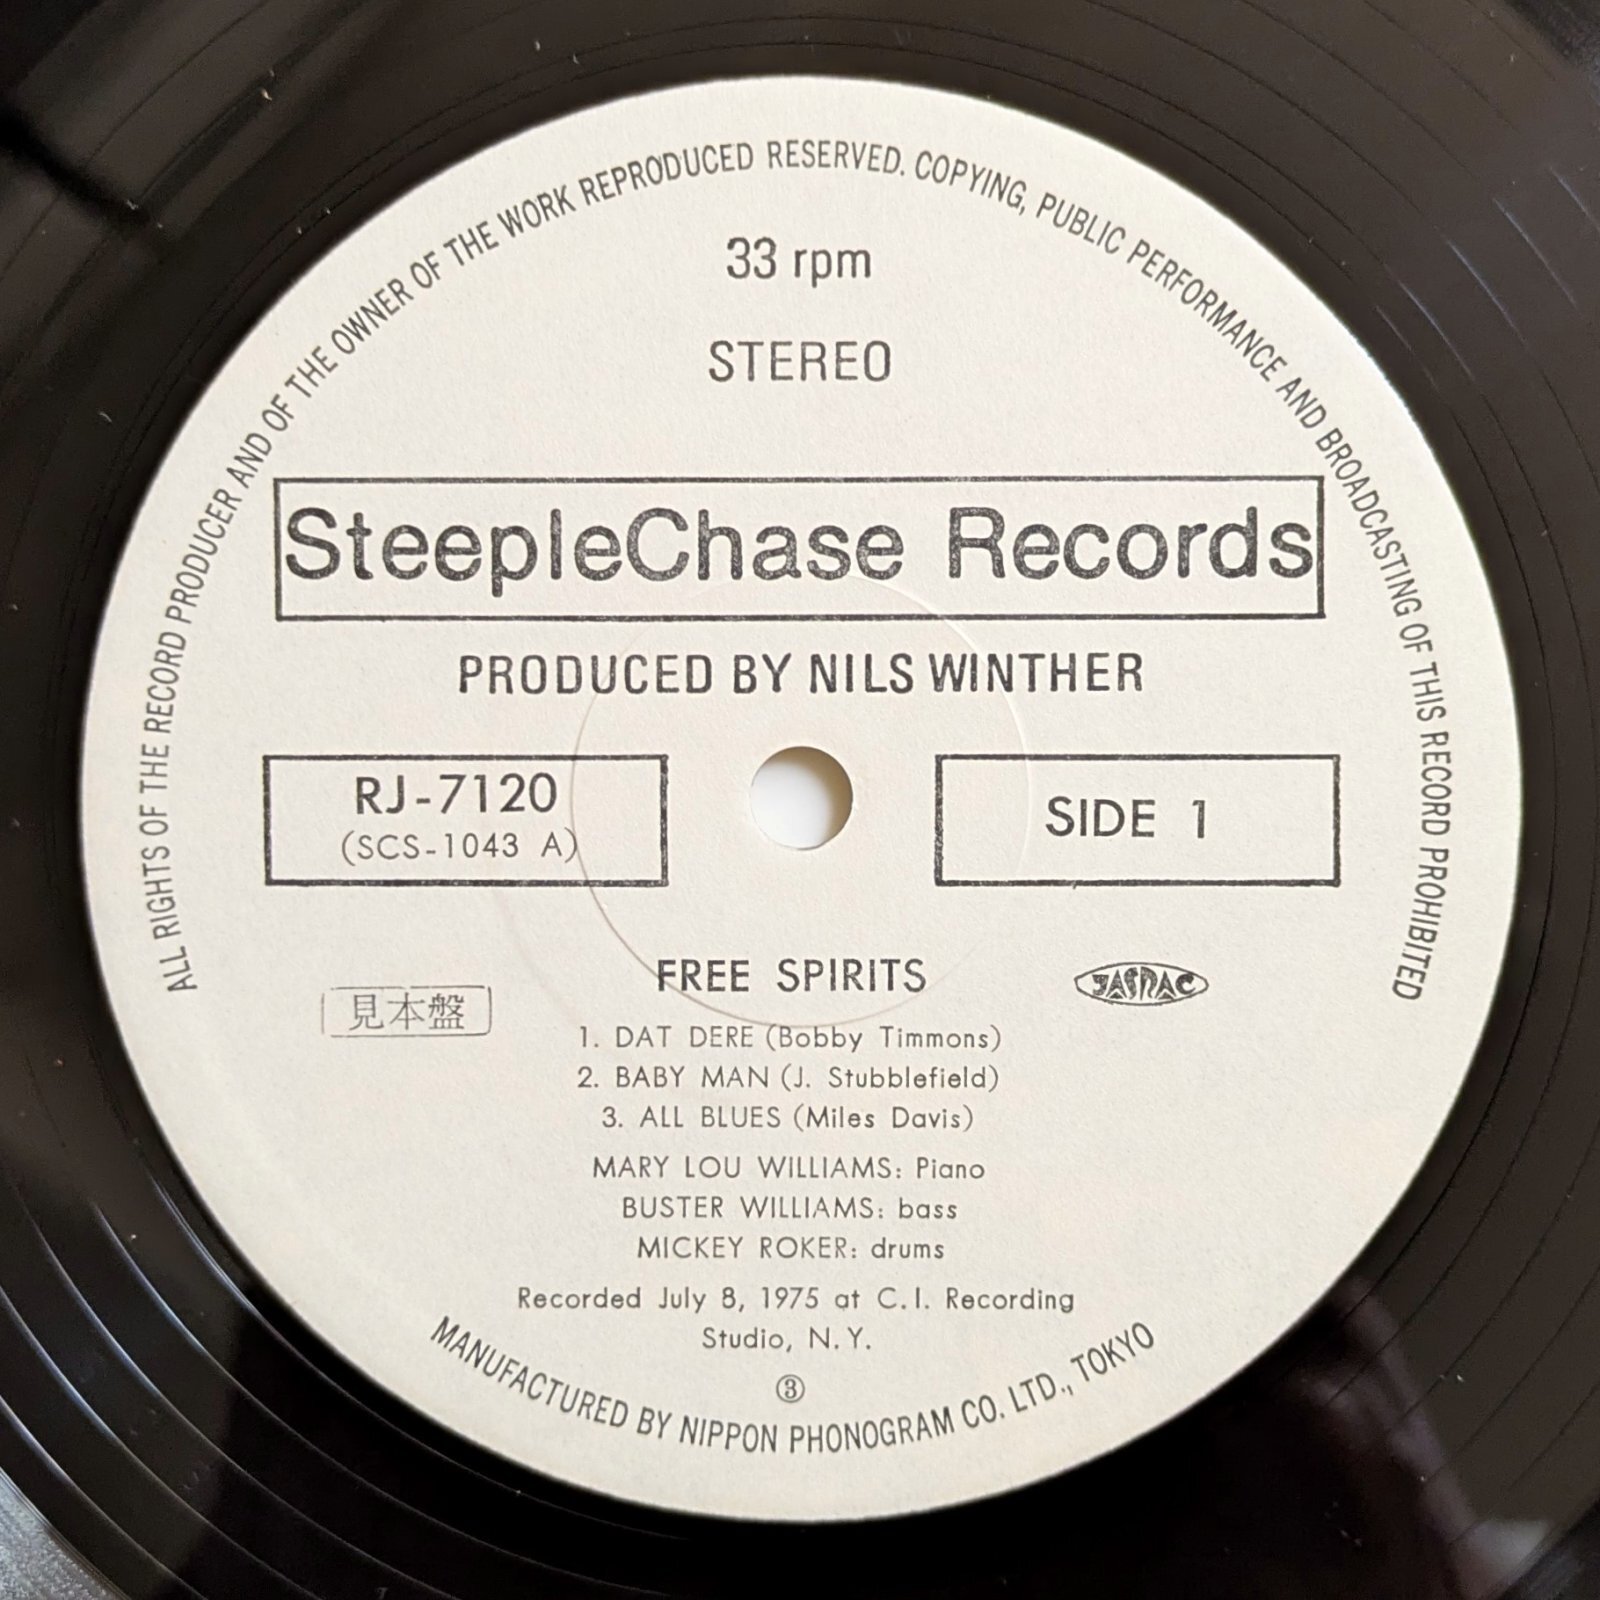 ALL RIGHTS OF THE RECORD PRODUCER AND OF THE OWNER OF THE WORK REPRODUCED RESERVED. COPYING, PUBLIC PERFORMANCE AND BROADCASTING OF THIS RECORD PROHIBITED
33 rpm
STEREO
SteepleChase Records
PRODUCED BY NILS WINTHER
RJ-7120
(SCS-1043 A)
SIDE 1
FREE SPIRITS
JASRAC
見本盤
1. DAT DERE (Bobby Timmons)
2. BABY MAN (J. Stubblefield)
3. ALL BLUES (Miles Davis)
MARY LOU WILLIAMS: Piano
BUSTER WILLIAMS: bass
MICKEY ROKER: drums
Recorded July 8, 1975 at C.I. Recording
Studio, N.Y.
③
MANUFACTURED BY NIPPON PHONOGRAM CO. LTD., TOKYO